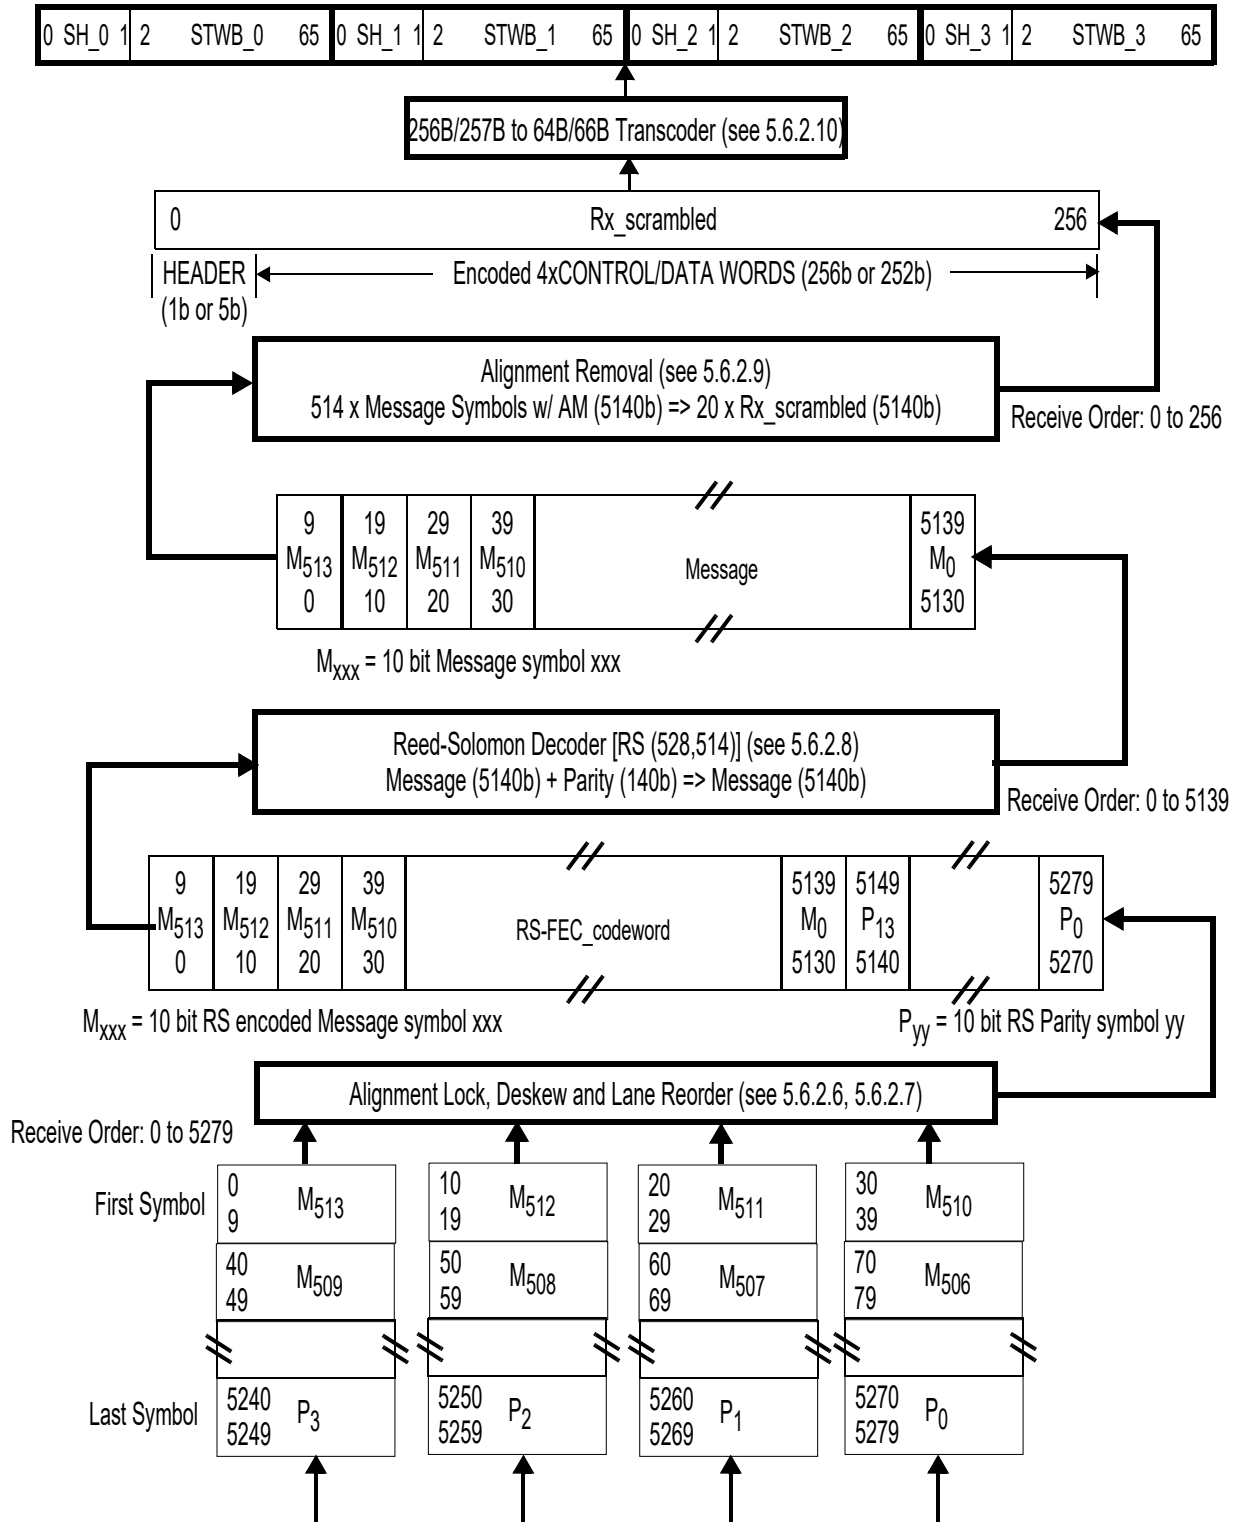 0 SH_0 1 2 STWB_0 65 0 SH_1 1 2 STWB_1 65 0 SH_2 1 2 STWB_2 65 0 SH_3 1 2 STWB_3 65
256B/257B to 64B/66B Transcoder (see 5.6.2.10)
0 Rx_scrambled 256
HEADER Encoded 4xCONTROL/DATA WORDS (256b or 252b)
(1b or 5b)
Alignment Removal (see 5.6.2.9)
514 x Message Symbols w/ AM (5140b) => 20 x Rx_scrambled (5140b)
Receive Order: 0 to 256
9 19 29 39 5139
M513 M512 M511 M510 Message M0
0 10 20 30 5130
Mxxx = 10 bit Message symbol xxx
Reed-Solomon Decoder [RS (528,514)] (see 5.6.2.8)
Message (5140b) + Parity (140b) => Message (5140b)
Receive Order: 0 to 5139
9 19 29 39 5139 5149 5279
M513 M512 M511 M510 RS-FEC_codeword M0 P13 P0
0 10 20 30 5130 5140 5270
Mxxx = 10 bit RS encoded Message symbol xxx Pyy = 10 bit RS Parity symbol yy
Alignment Lock, Deskew and Lane Reorder (see 5.6.2.6, 5.6.2.7)
Receive Order: 0 to 5279
0 10 20 30
First Symbol M513 M512 M511 M510
9 19 29 39
40 50 60 70
M509 M508 M507 M506
49 59 69 79
5240 5250 5260 5270
Last Symbol P3 P2 P1 P0
5249 5259 5269 5279